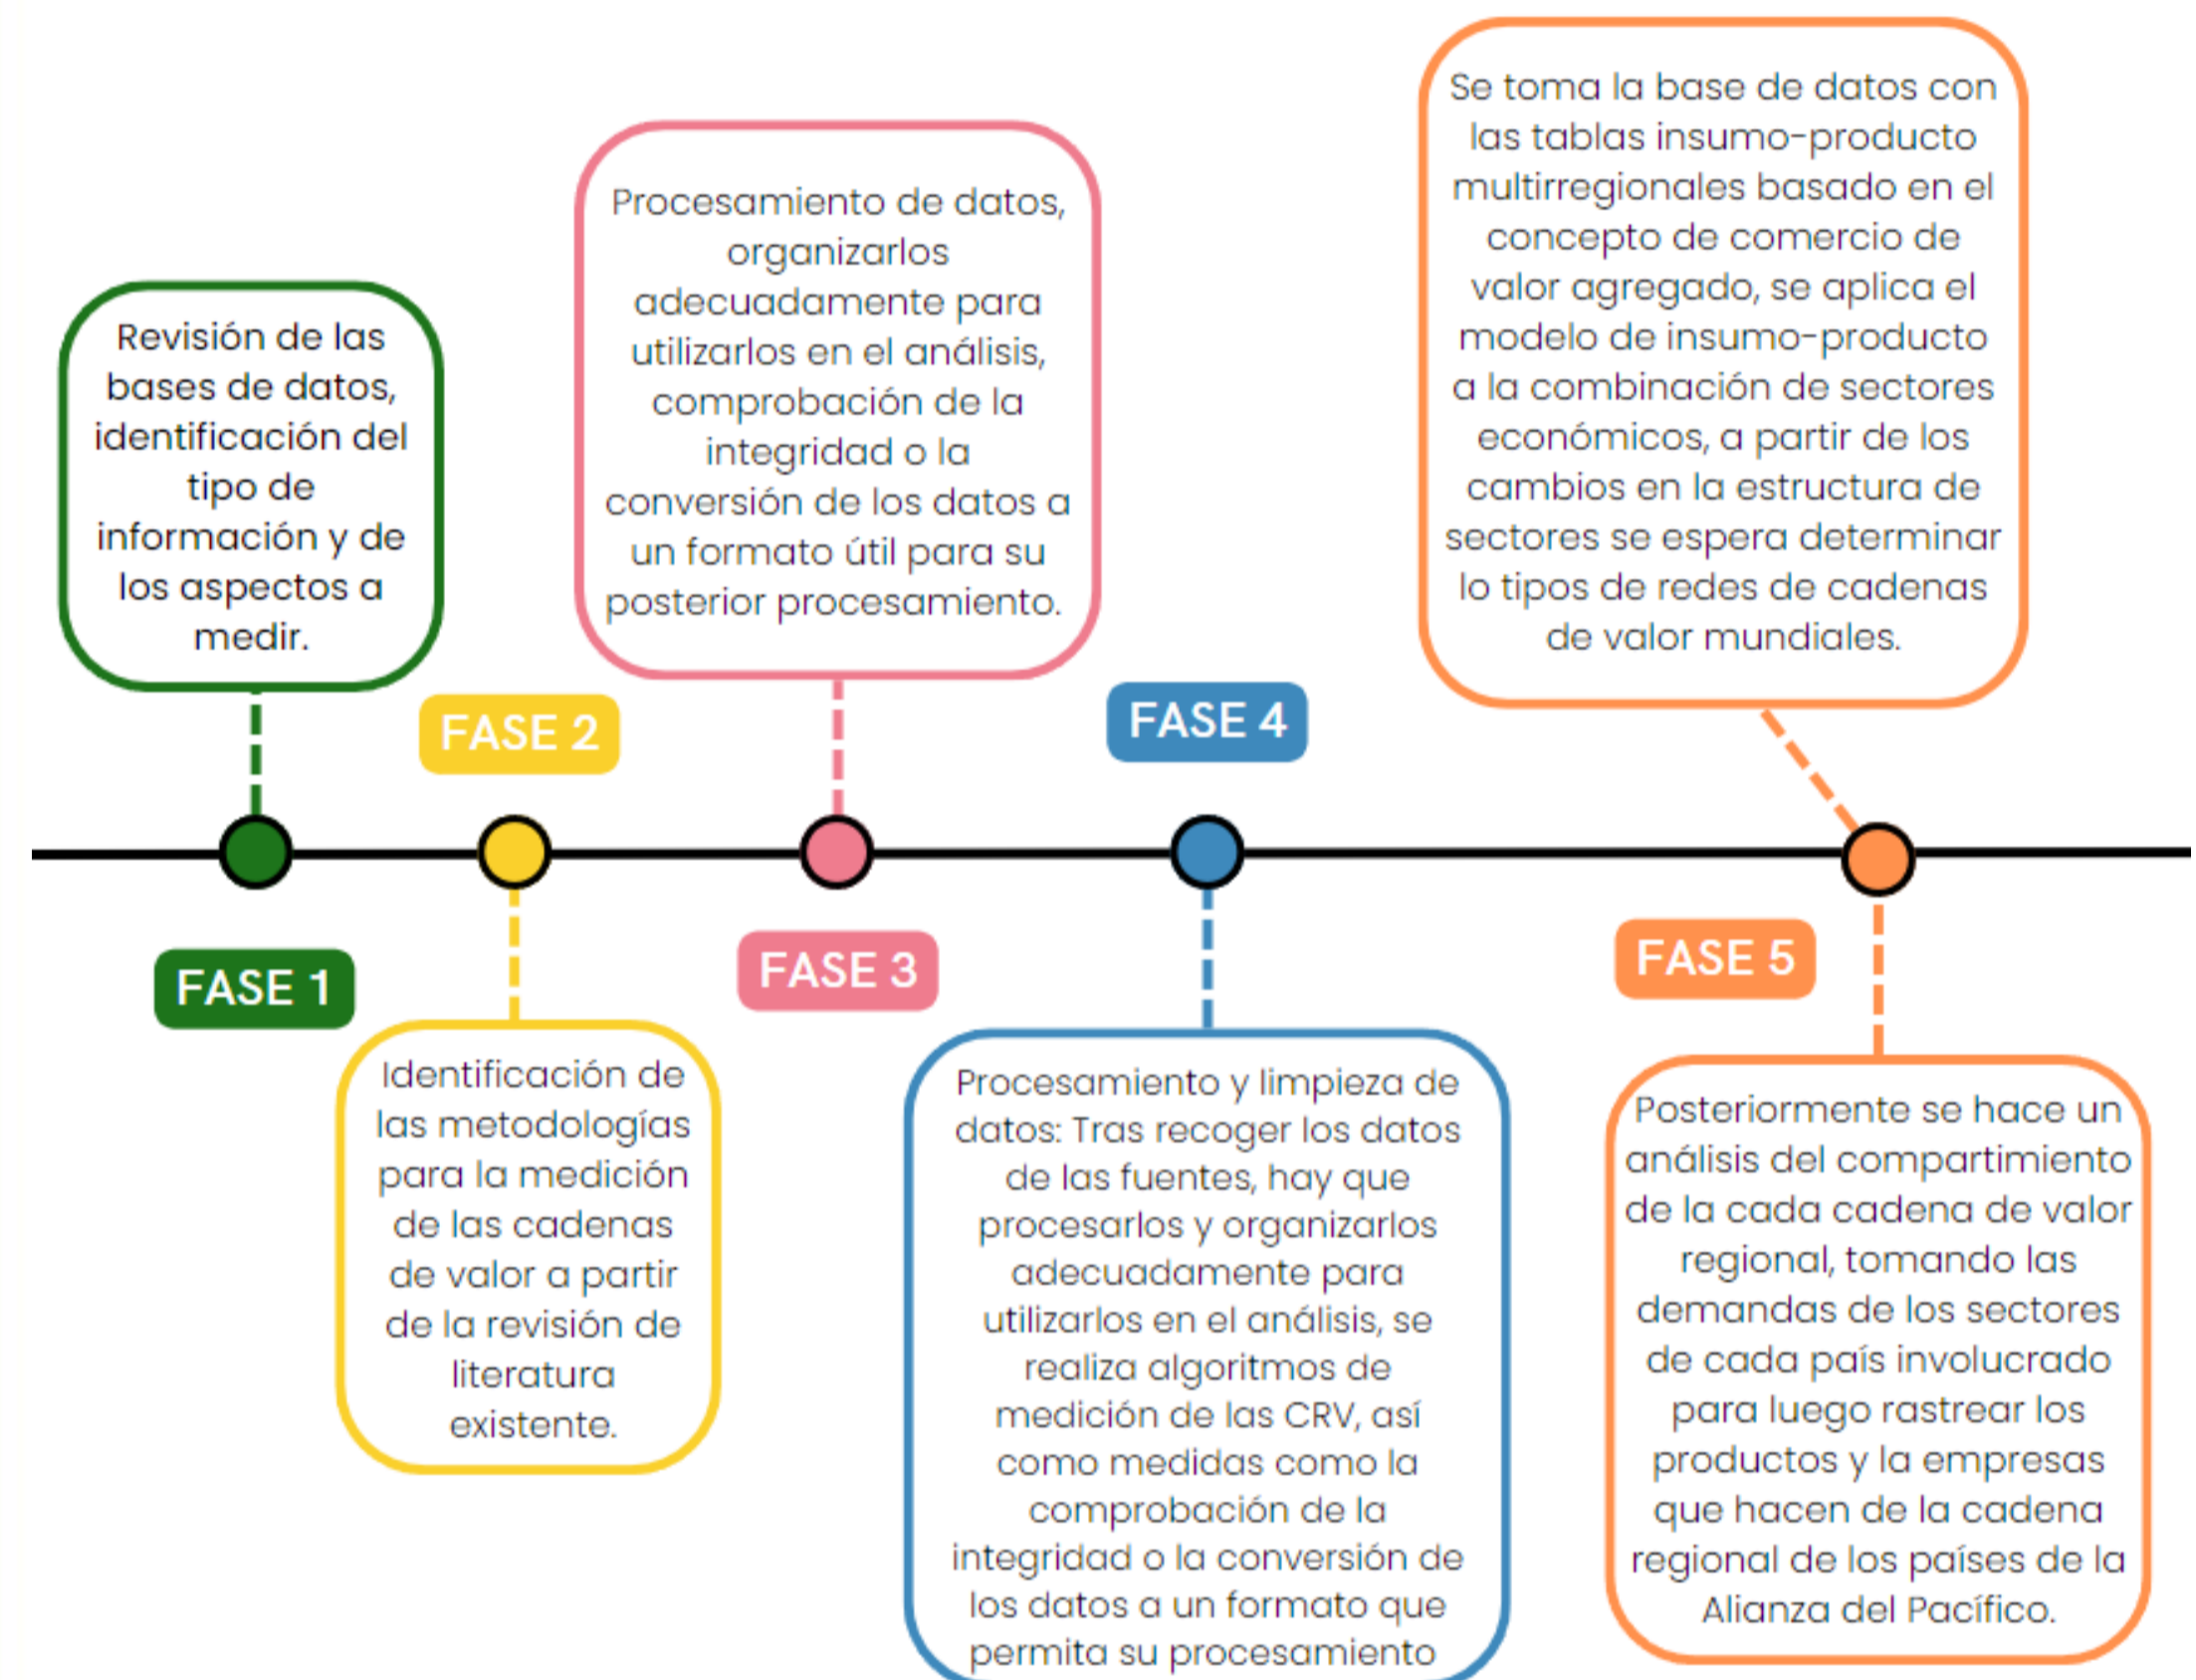 FASE 1
Revisión de las
bases de datos,
identificación del
tipo de
información y de
los aspectos a
medir.
FASE 2
Identificación de
las metodologías
para la medición
de las cadenas
de valor a partir
de la revisión de
literatura
existente.
FASE 3
Procesamiento de datos,
organizarlos
adecuadamente para
utilizarlos en el análisis,
comprobación de la
integridad o la
conversión de los datos a
un formato útil para su
posterior procesamiento.
FASE 4
Procesamiento y limpieza de
datos: Tras recoger los datos
de las fuentes, hay que
procesarlos y organizarlos
adecuadamente para
utilizarlos en el análisis, se
realiza algoritmos de
medición de las CRV, así
como medidas como la
comprobación de la
integridad o la conversión de
los datos a un formato que
permita su procesamiento
FASE 5
Se toma la base de datos con
las tablas insumo-producto
multirregionales basado en el
concepto de comercio de
valor agregado, se aplica el
modelo de insumo-producto
a la combinación de sectores
económicos, a partir de los
cambios en la estructura de
sectores se espera determinar
lo tipos de redes de cadenas
de valor mundiales.
Posteriormente se hace un
análisis del compartimiento
de la cada cadena de valor
regional, tomando las
demandas de los sectores
de cada país involucrado
para luego rastrear los
productos y la empresas
que hacen de la cadena
regional de los países de la
Alianza del Pacífico.